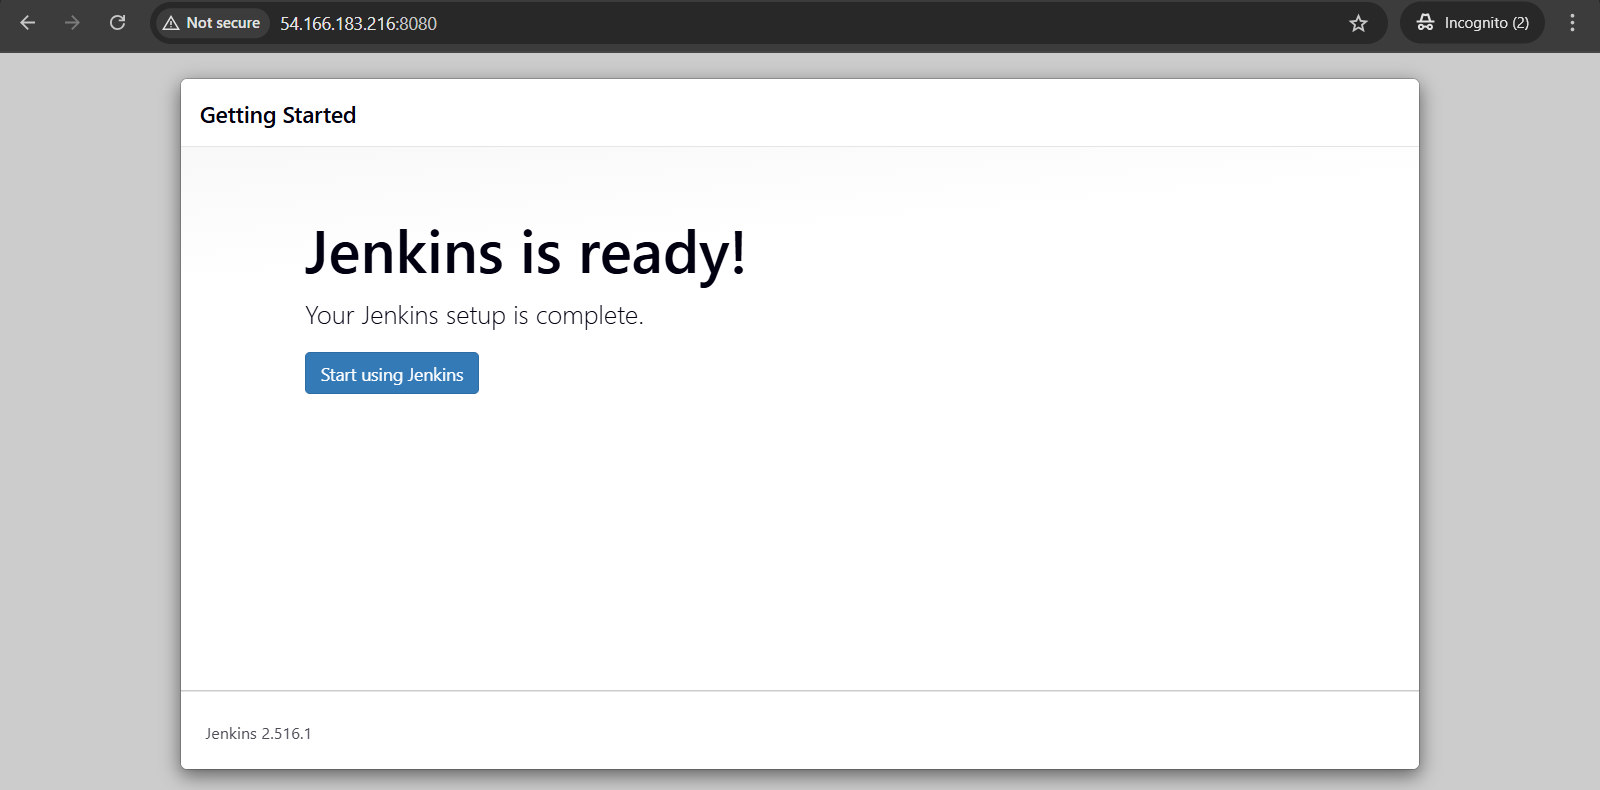 Not secure 54.166.183.216:8080 Incognito (2)
Getting Started
Jenkins is ready!
Your Jenkins setup is complete.
Start using Jenkins
Jenkins 2.516.1